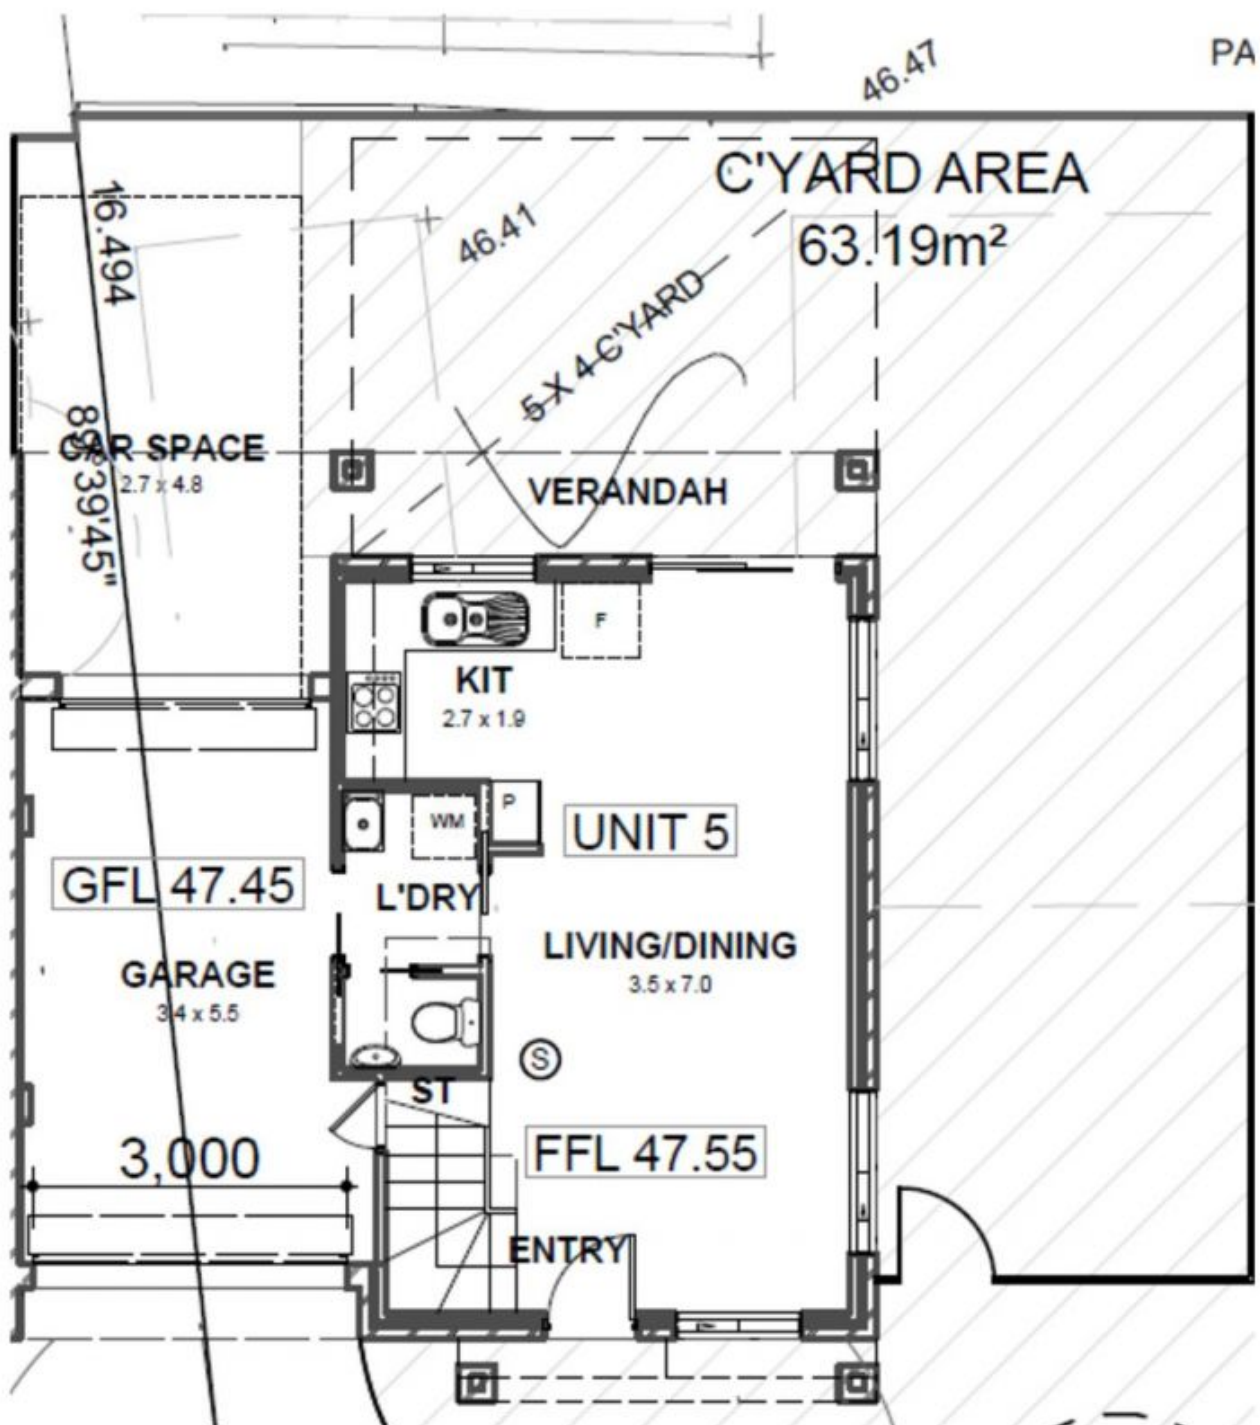 46.47
PA
C'YARD AREA
63.19m²
16.494
46.41
5 X 4 C'YARD
CAR SPACE
2.7 x 4.8
89°39'45"
VERANDAH
F
KIT
2.7 x 1.9
P
WM
UNIT 5
GFL 47.45
L'DRY
LIVING/DINING
3.5 x 7.0
GARAGE
3.4 x 5.5
S
ST
3,000
FFL 47.55
ENTRY